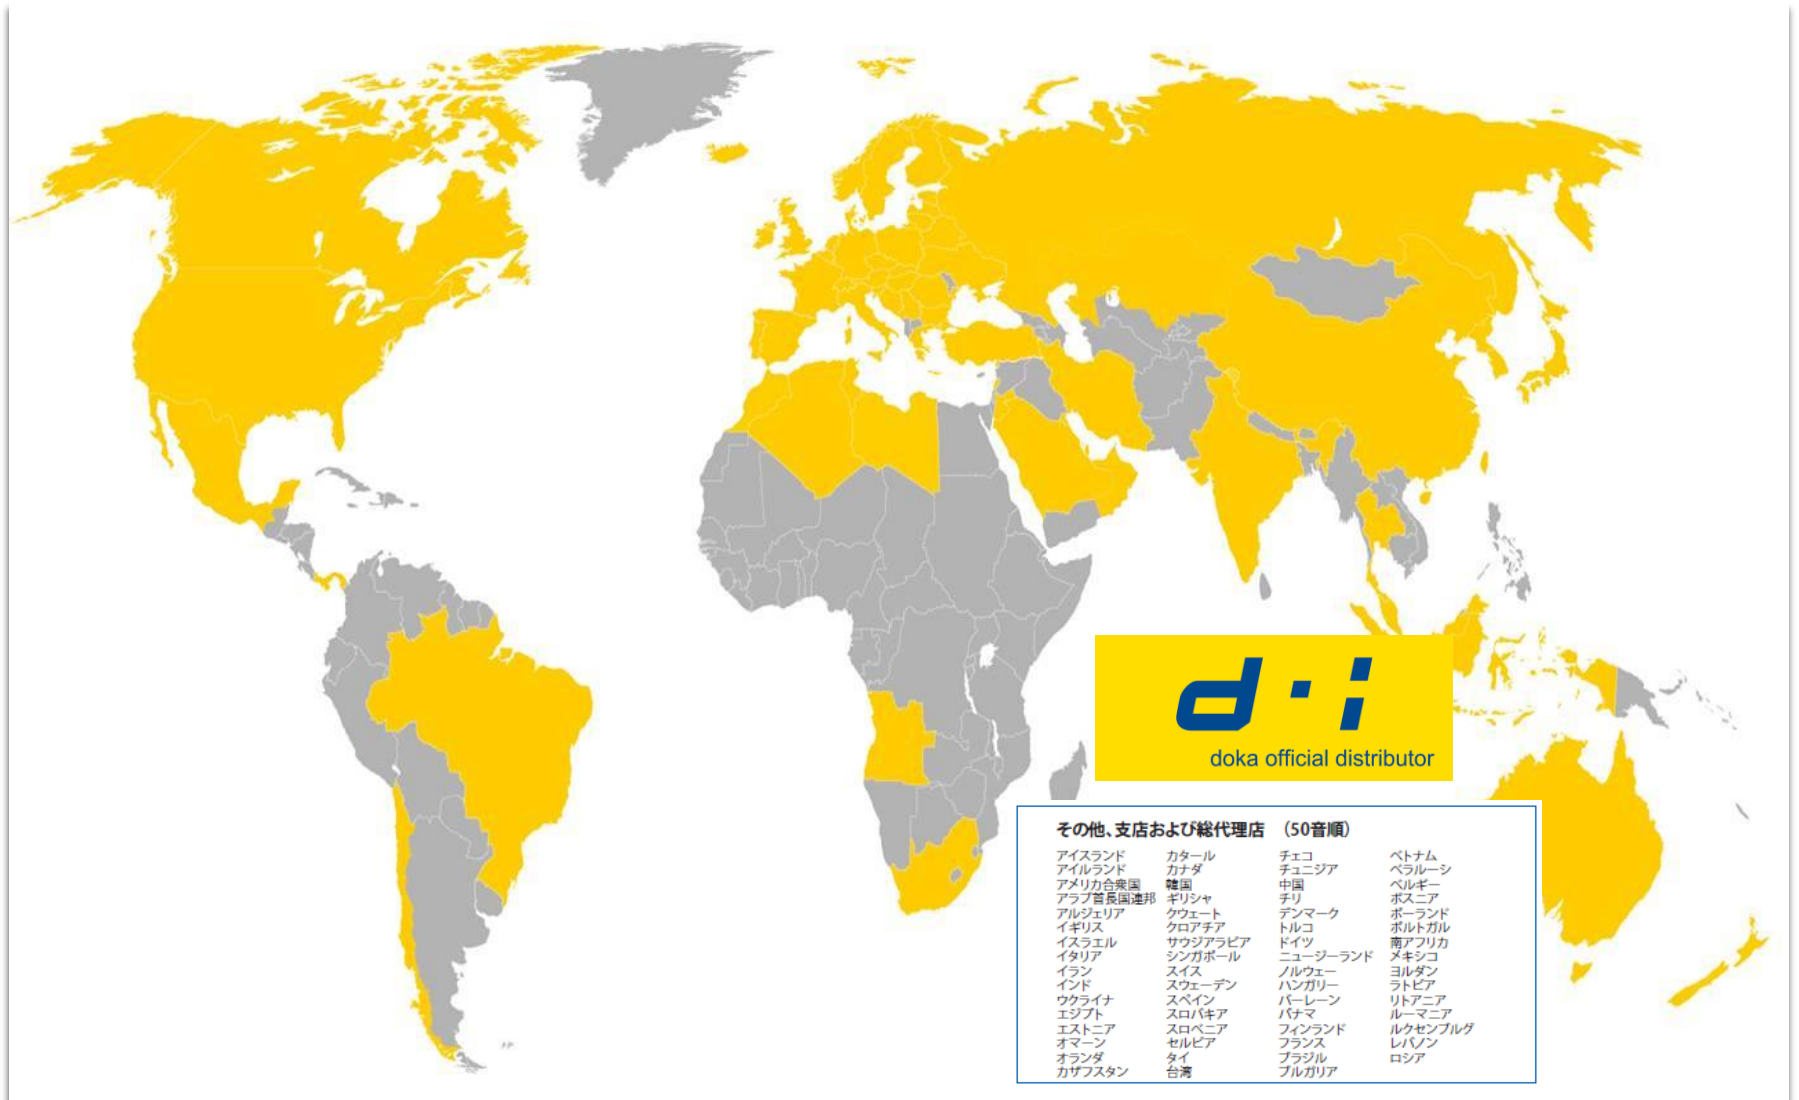 d·i
doka official distributor
その他、支店および総代理店 （50音順）
アイスランド
アイルランド
アメリカ合衆国
アラブ首長国連邦
アルジェリア
イギリス
イスラエル
イタリア
イラン
インド
ウクライナ
エジプト
エストニア
オマーン
オランダ
カザフスタン
カタール
カナダ
韓国
ギリシャ
クウェート
クロアチア
サウジアラビア
シンガポール
スイス
スウェーデン
スペイン
スロバキア
スロベニア
セルビア
タイ
台湾
チェコ
チュニジア
中国
チリ
デンマーク
トルコ
ドイツ
ニュージーランド
ノルウェー
ハンガリー
バーレーン
パナマ
フィンランド
フランス
ブラジル
ブルガリア
ベトナム
ベラルーシ
ベルギー
ボスニア
ポーランド
ポルトガル
南アフリカ
メキシコ
ヨルダン
ラトビア
リトアニア
ルーマニア
ルクセンブルグ
レバノン
ロシア